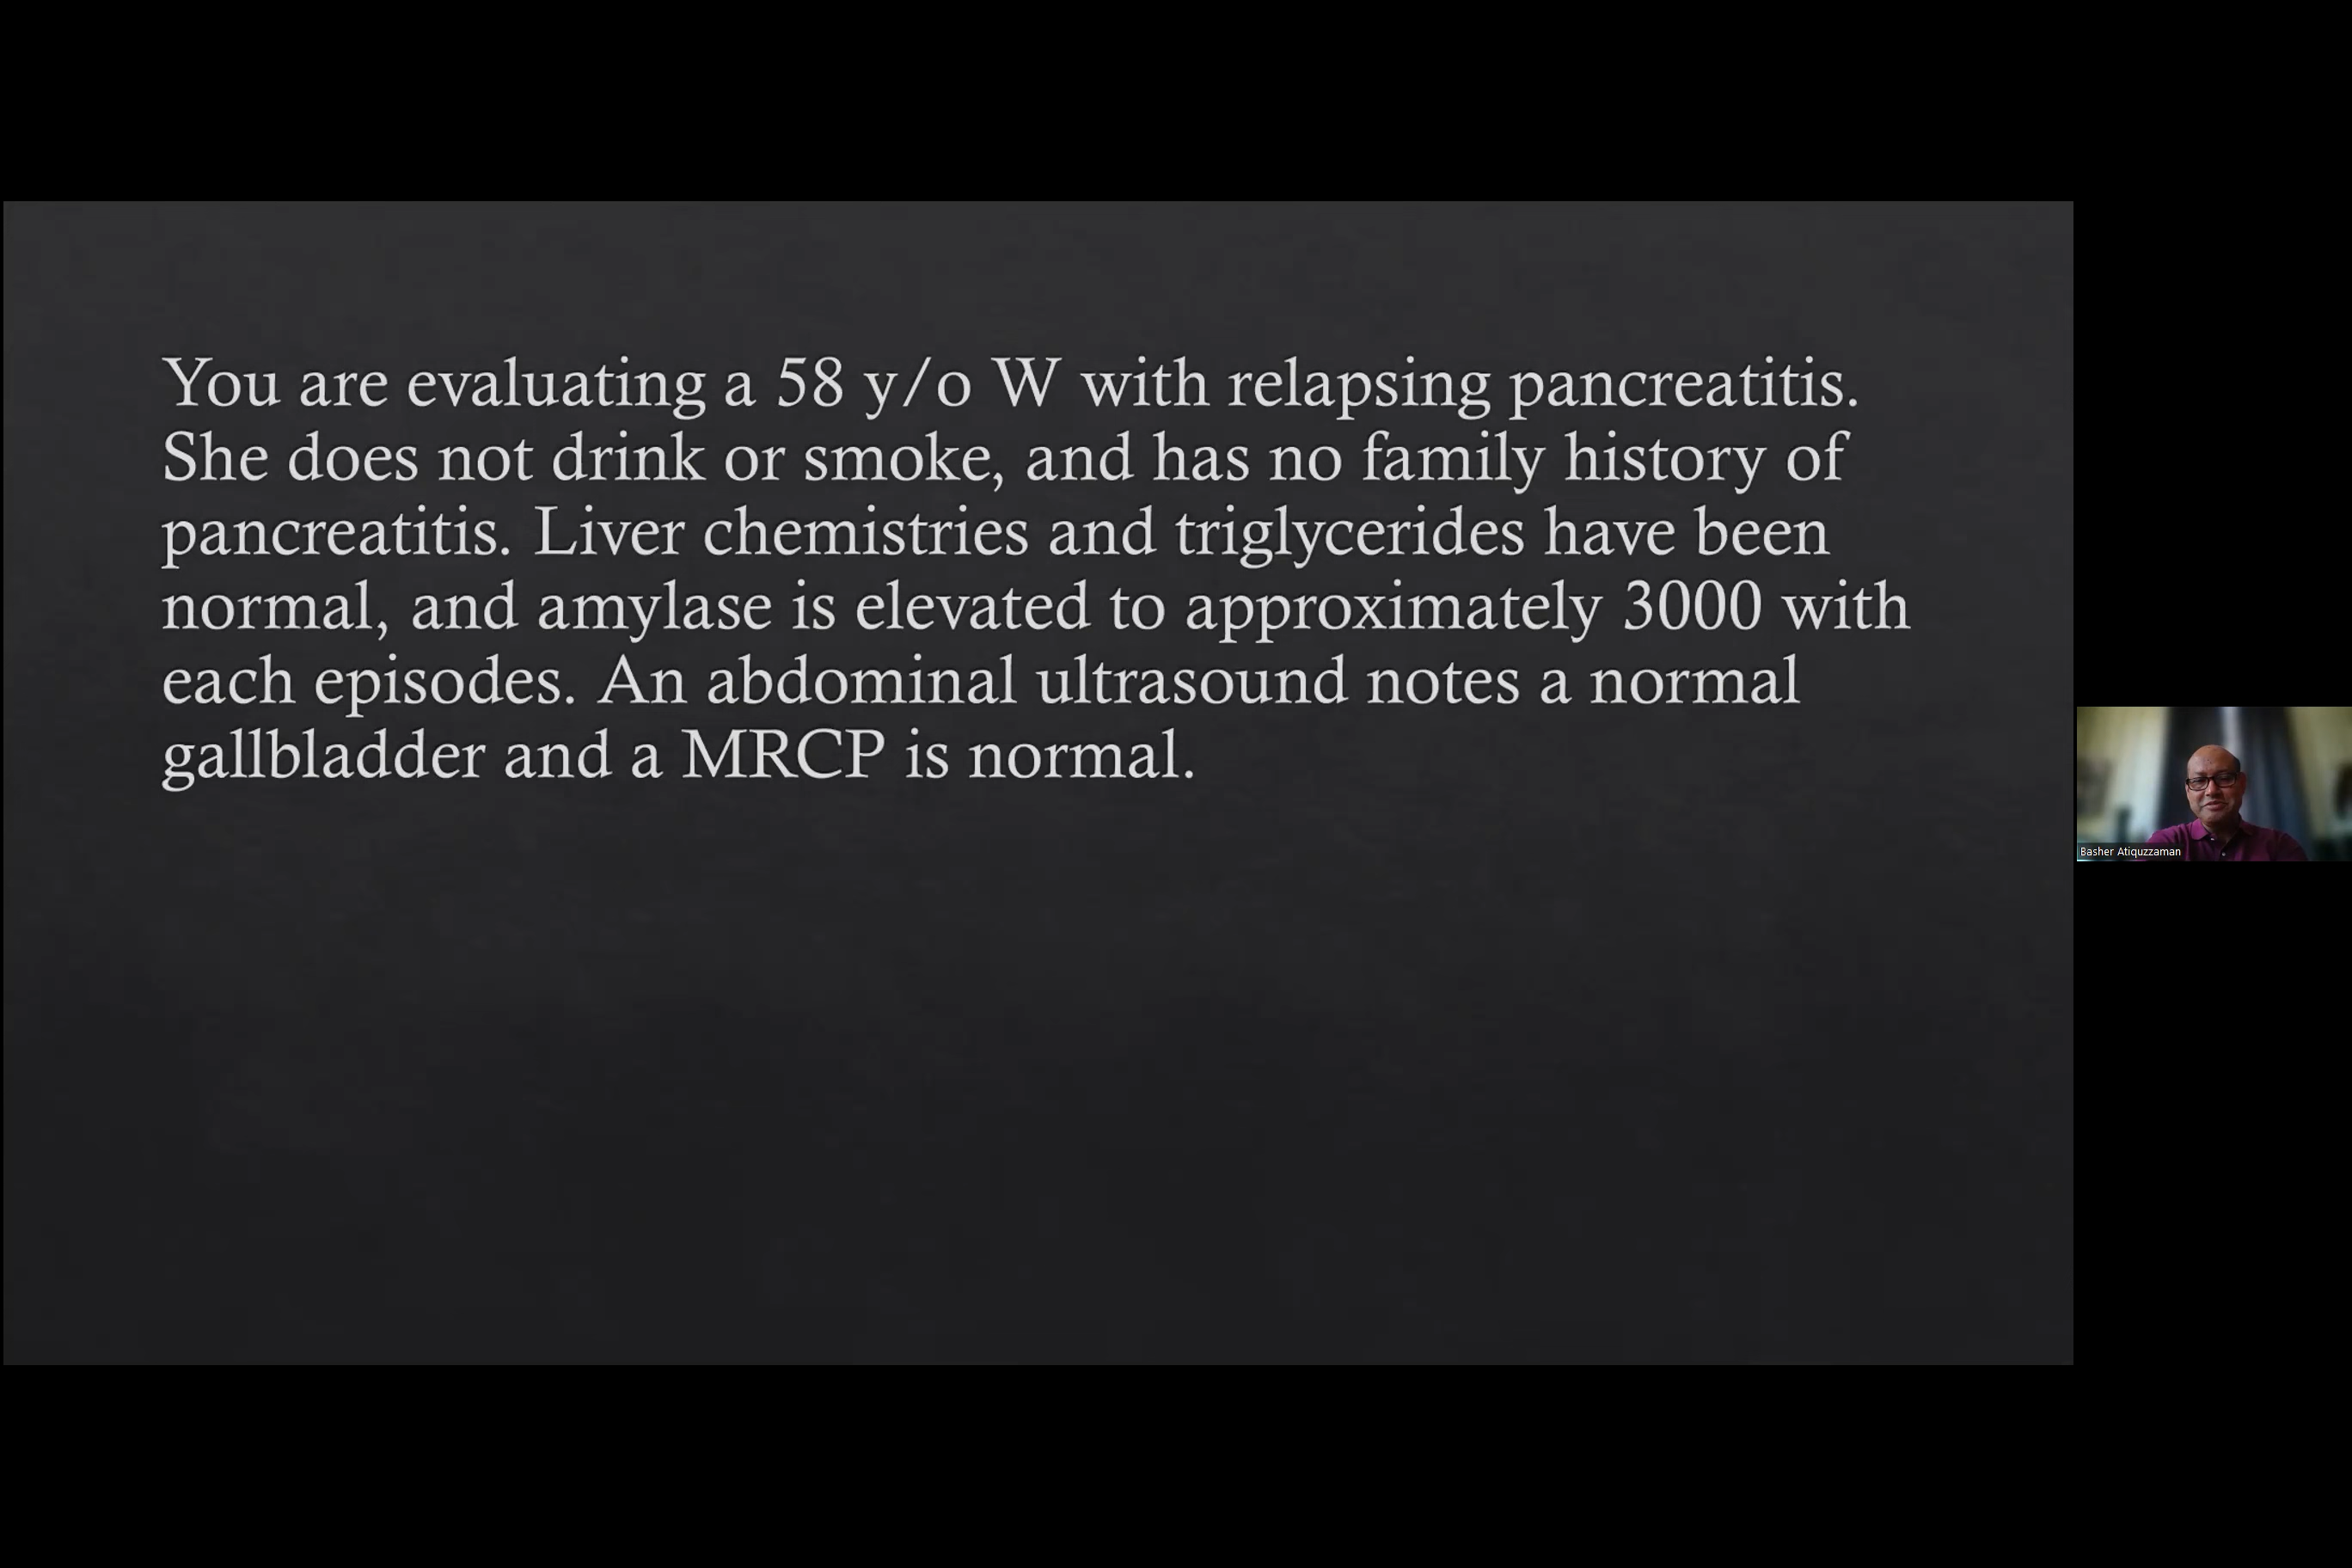 You are evaluating a 58 y/o W with relapsing pancreatitis.
She does not drink or smoke, and has no family history of
pancreatitis. Liver chemistries and triglycerides have been
normal, and amylase is elevated to approximately 3000 with
each episodes. An abdominal ultrasound notes a normal
gallbladder and a MRCP is normal.
Basher Atiquzzaman